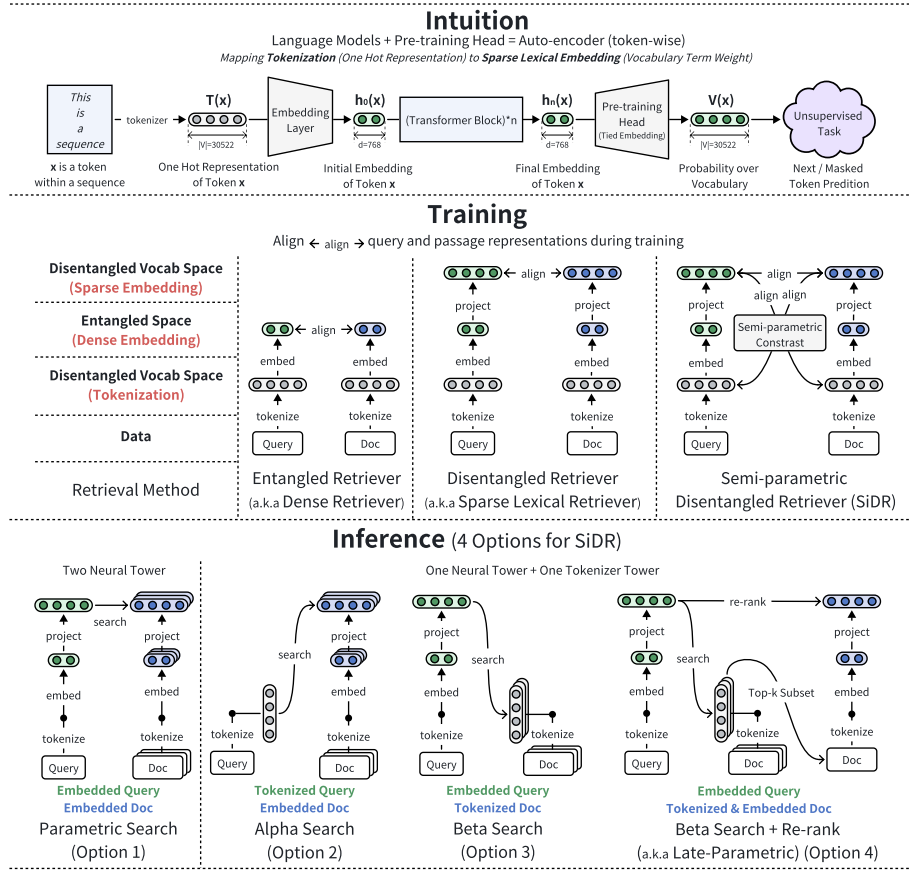 Intuition
Language Models + Pre-training Head = Auto-encoder (token-wise)
Mapping Tokenization (One Hot Representation) to Sparse Lexical Embedding (Vocabulary Term Weight)
This
is
a
sequence
x is a token
within a sequence
tokenizer
T(x)
|V|=30522
One Hot Representation
of Token x
Embedding
Layer
h₀(x)
d=768
Initial Embedding
of Token x
(Transformer Block)*n
hₙ(x)
d=768
Final Embedding
of Token x
Pre-training
Head
(Tied Embedding)
V(x)
|V|=30522
Probability over
Vocabulary
Unsupervised
Task
Next / Masked
Token Predition
Training
Align align query and passage representations during training
Disentangled Vocab Space
(Sparse Embedding)
Entangled Space
(Dense Embedding)
Disentangled Vocab Space
(Tokenization)
Data
Retrieval Method
align
embed
embed
tokenize
tokenize
Query
Doc
Entangled Retriever
(a.k.a Dense Retriever)
align
project
project
embed
embed
tokenize
tokenize
Query
Doc
Disentangled Retriever
(a.k.a Sparse Lexical Retriever)
align
align align
project
project
Semi-parametric
Constrast
embed
embed
tokenize
tokenize
Query
Doc
Semi-parametric
Disentangled Retriever (SiDR)
Inference (4 Options for SiDR)
Two Neural Tower
search
project
project
embed
embed
tokenize
tokenize
Query
Doc
Embedded Query
Embedded Doc
Parametric Search
(Option 1)
One Neural Tower + One Tokenizer Tower
project
search
embed
tokenize
tokenize
Query
Doc
Tokenized Query
Embedded Doc
Alpha Search
(Option 2)
project
search
embed
tokenize
tokenize
Query
Doc
Embedded Query
Tokenized Doc
Beta Search
(Option 3)
re-rank
project
project
search
embed
Top-k Subset
embed
tokenize
tokenize
tokenize
Query
Doc
Doc
Embedded Query
Tokenized & Embedded Doc
Beta Search + Re-rank
(a.k.a Late-Parametric) (Option 4)